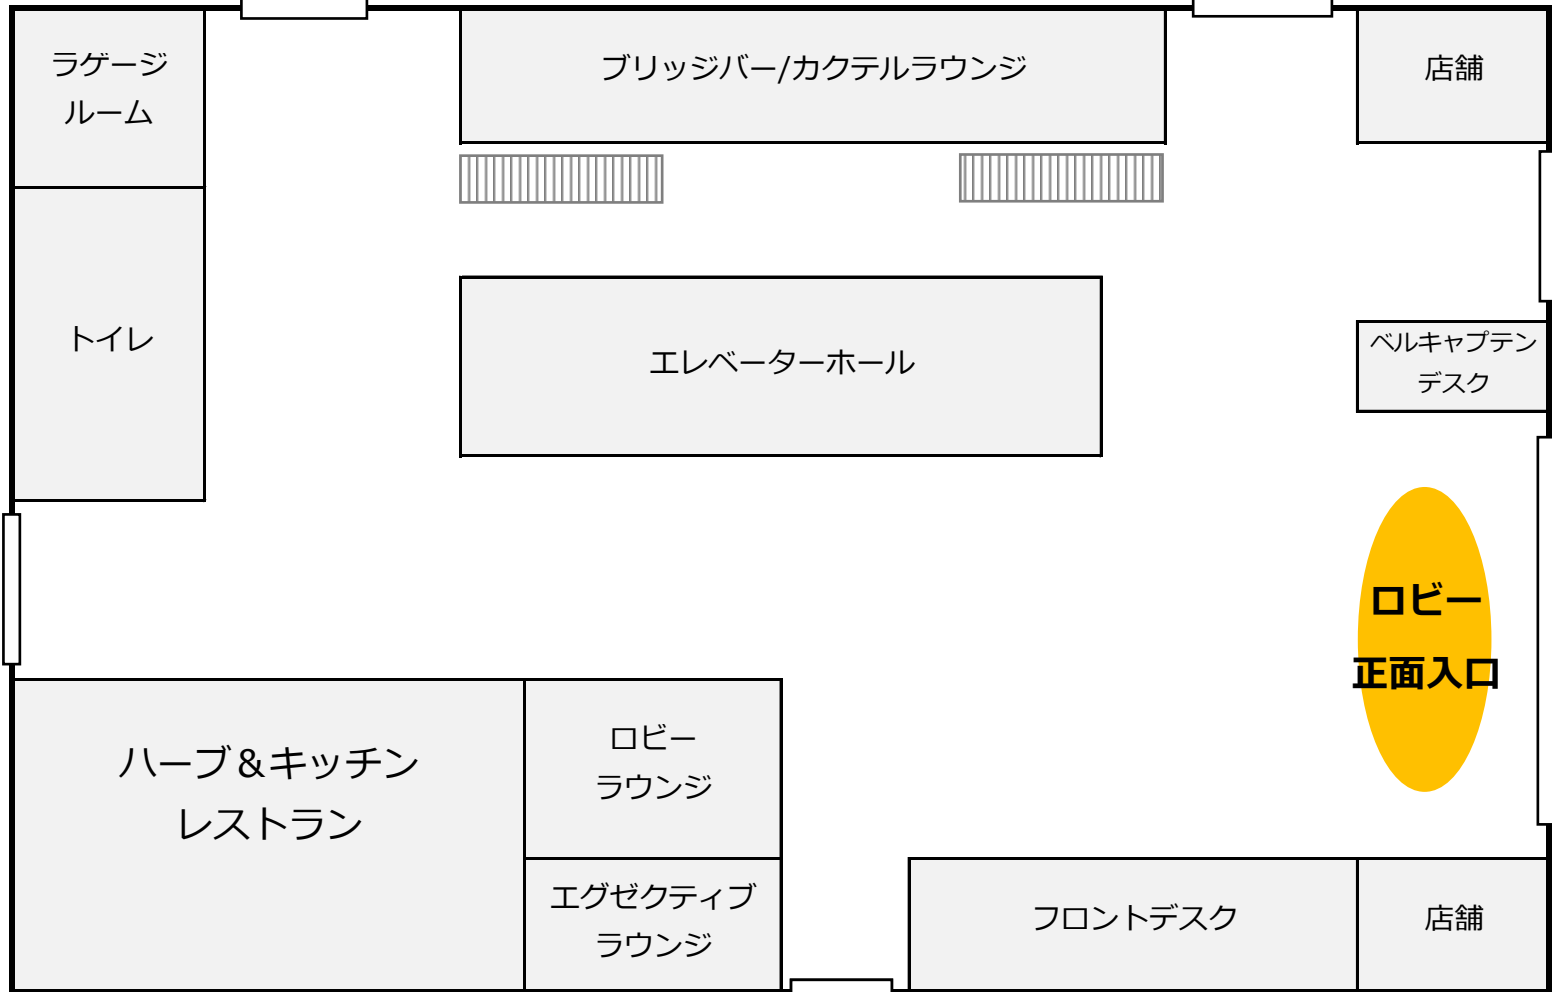 ラゲージ
ルーム
ブリッジバー/カクテルラウンジ
店舗
トイレ
エレベーターホール
ベルキャプテン
デスク
ロビー
正面入口
ハーブ＆キッチン
レストラン
ロビー
ラウンジ
エグゼクティブ
ラウンジ
フロントデスク
店舗